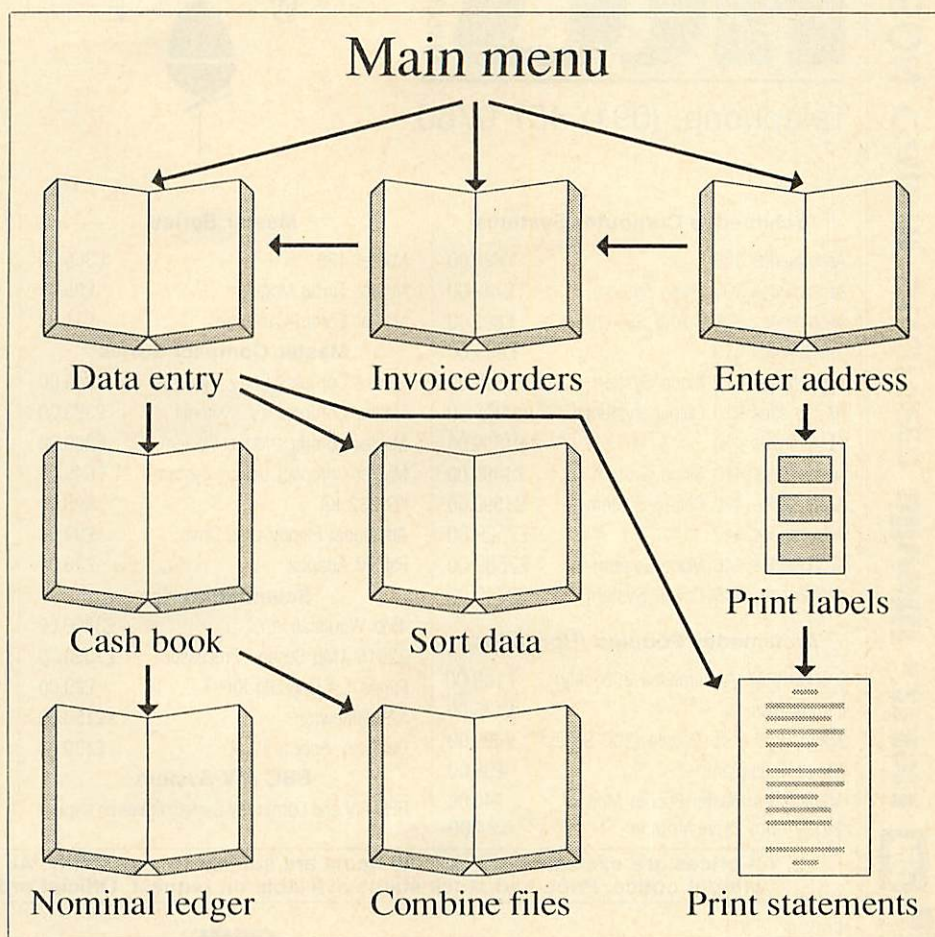 Main menu
Data entry
Invoice/orders
Enter address
Print labels
Cash book
Sort data
Nominal ledger
Combine files
Print statements